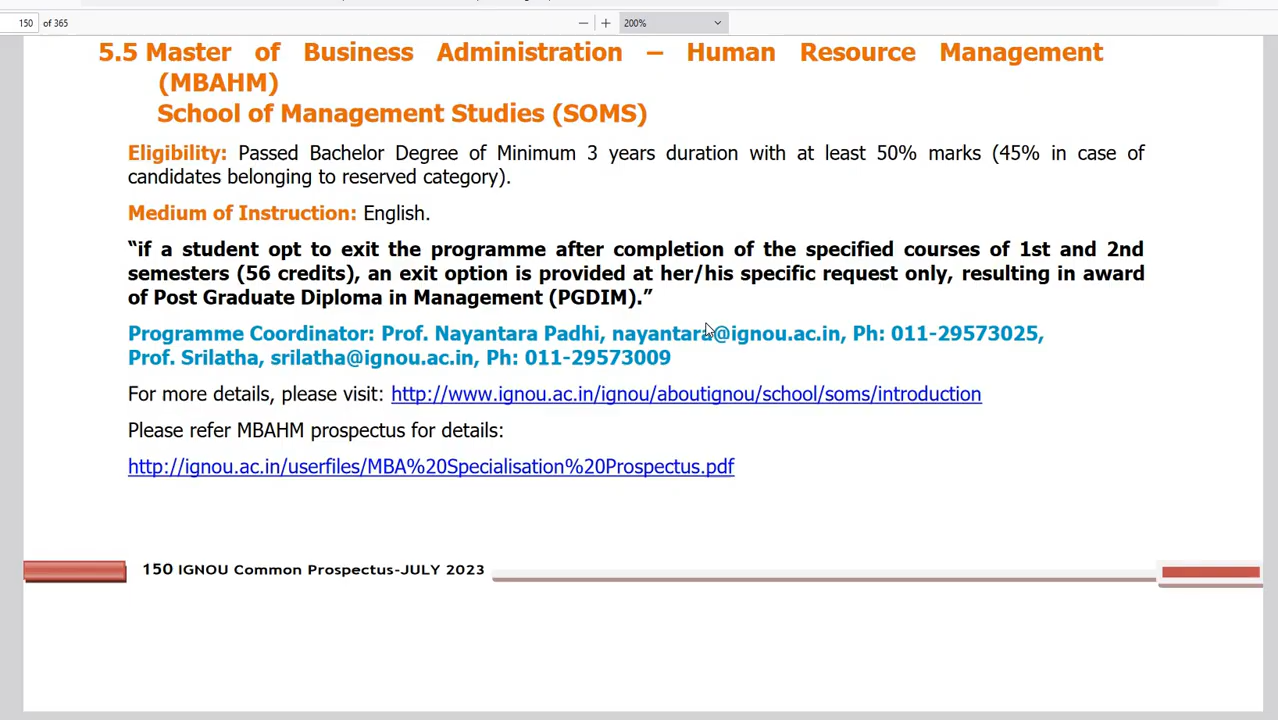 150 of 365
200%
5.5 Master of Business Administration – Human Resource Management
(MBAHM)
School of Management Studies (SOMS)
Eligibility: Passed Bachelor Degree of Minimum 3 years duration with at least 50% marks (45% in case of
candidates belonging to reserved category).
Medium of Instruction: English.
“if a student opt to exit the programme after completion of the specified courses of 1st and 2nd
semesters (56 credits), an exit option is provided at her/his specific request only, resulting in award
of Post Graduate Diploma in Management (PGDIM).”
Programme Coordinator: Prof. Nayantara Padhi, nayantara@ignou.ac.in, Ph: 011-29573025,
Prof. Srilatha, srilatha@ignou.ac.in, Ph: 011-29573009
For more details, please visit: http://www.ignou.ac.in/ignou/aboutignou/school/soms/introduction
Please refer MBAHM prospectus for details:
http://ignou.ac.in/userfiles/MBA%20Specialisation%20Prospectus.pdf
150 IGNOU Common Prospectus-JULY 2023